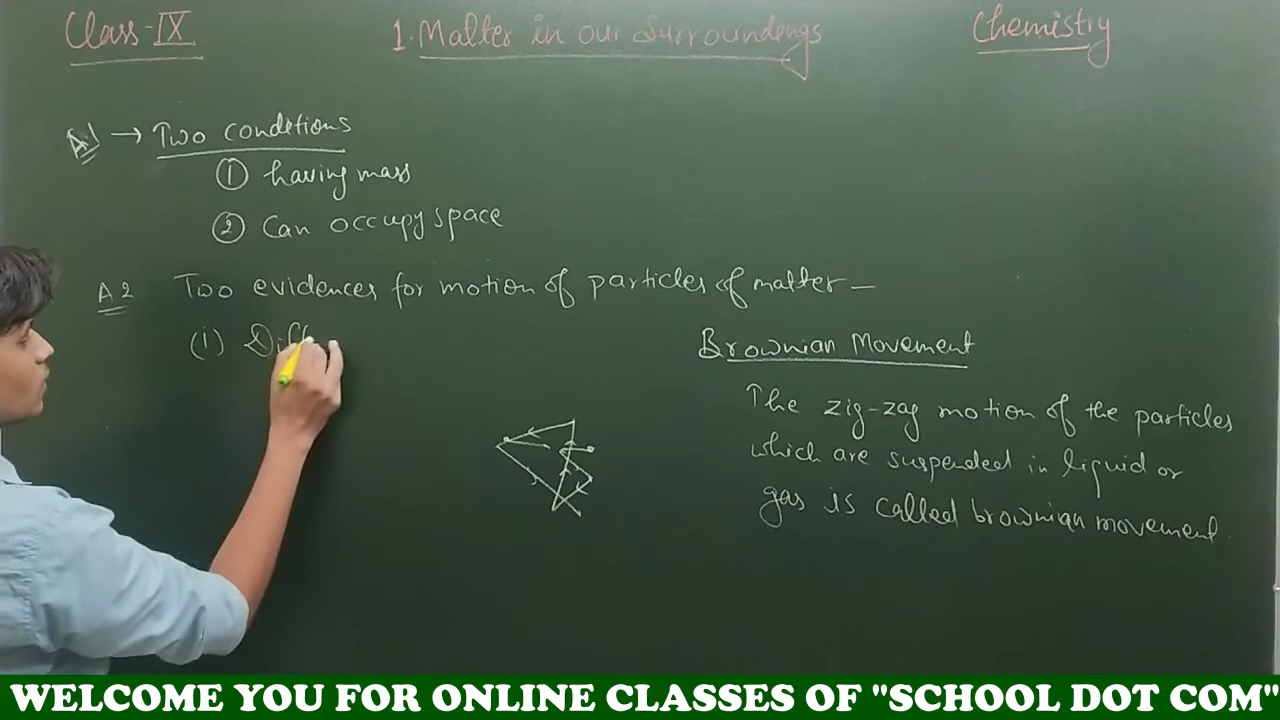 Class-IX
1. Matter in our Surroundings
Chemistry
A1 → Two conditions
① having mass
② Can occupy space
A2 Two evidences for motion of particles of matter —
(i) Diff
Brownian Movement
The zig-zag motion of the particles
which are suspended in liquid or
gas is called brownian movement.
WELCOME YOU FOR ONLINE CLASSES OF "SCHOOL DOT COM"